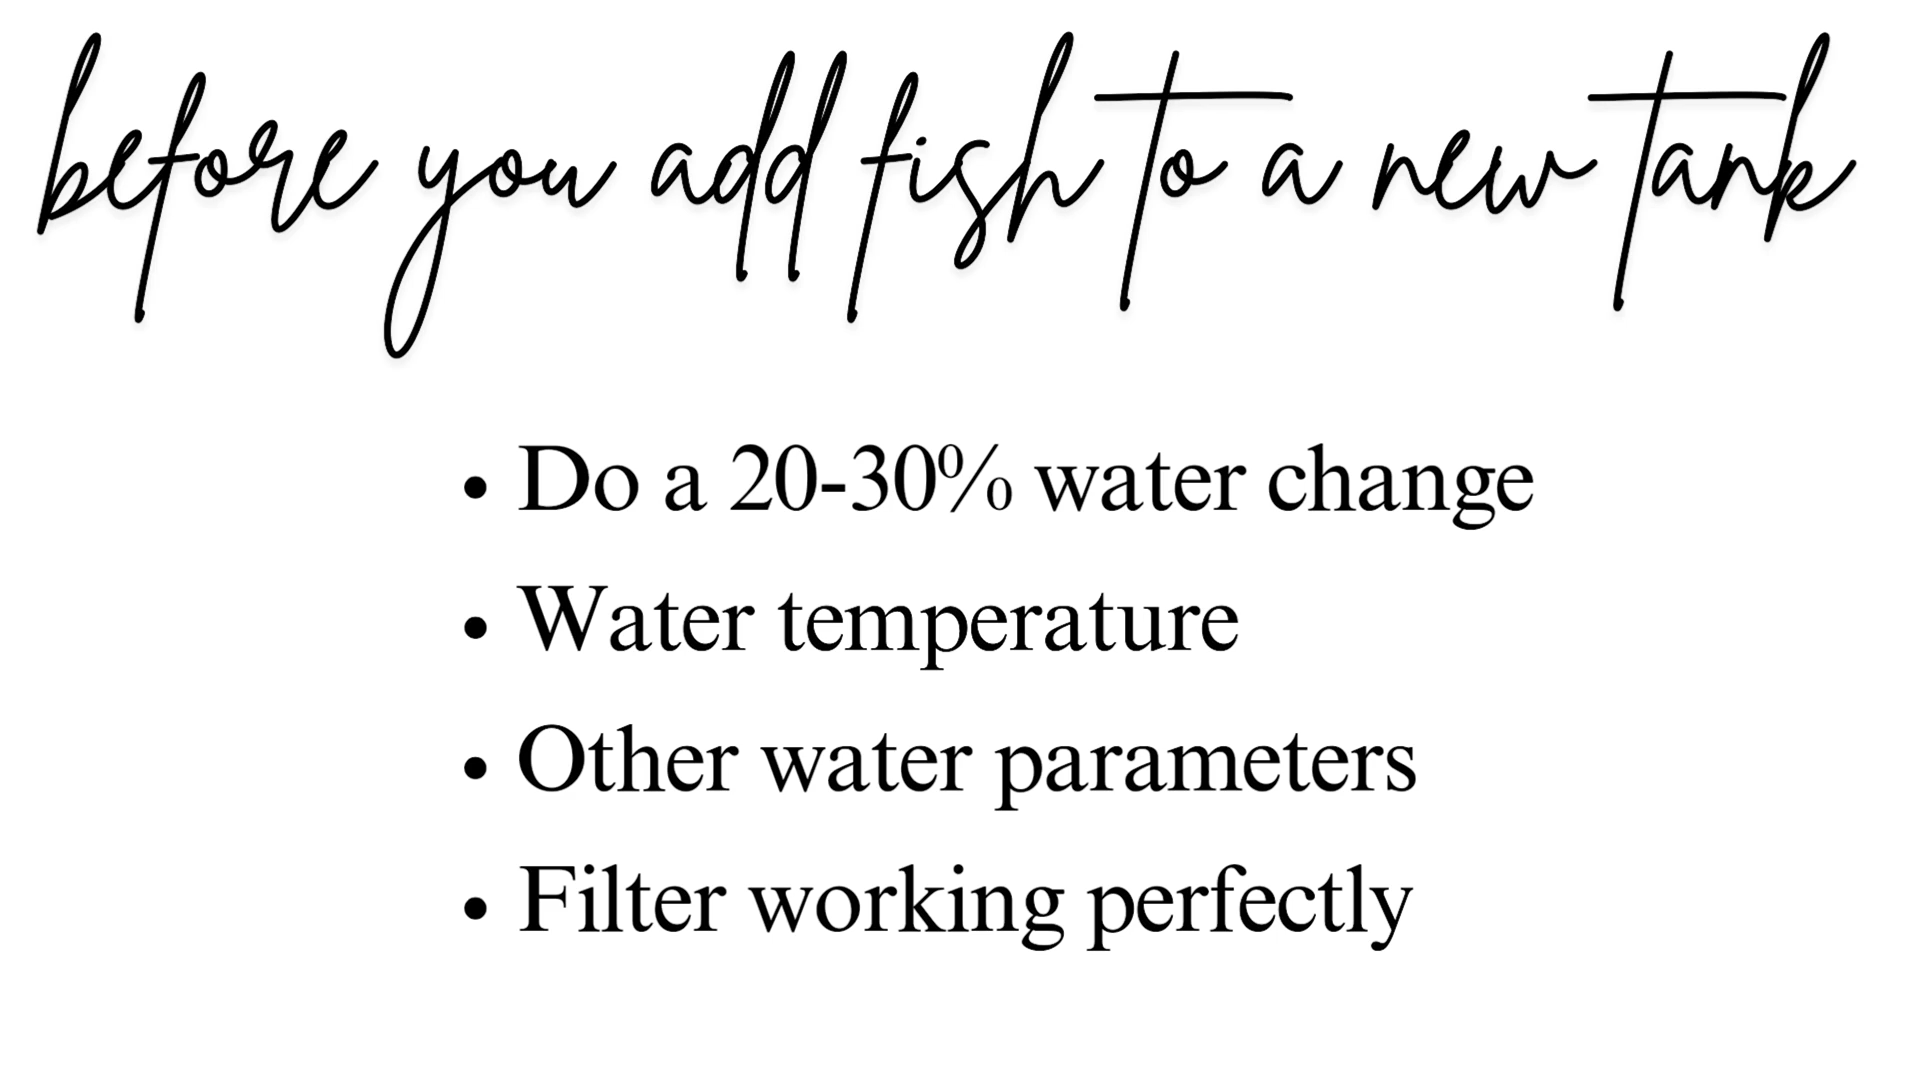 before you add fish to a new tank
• Do a 20-30% water change
• Water temperature
• Other water parameters
• Filter working perfectly